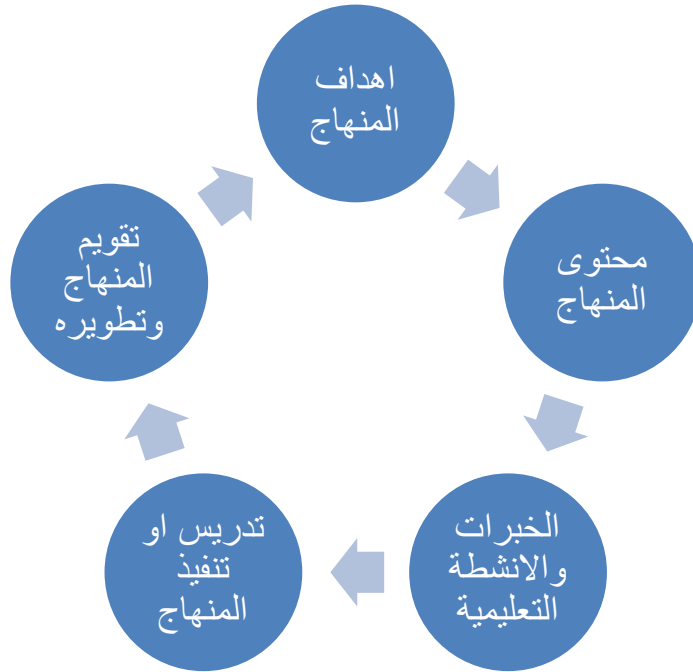 اهداف
المنهاج
محتوى
المنهاج
الخبرات
والانشطة
التعليمية
تدريس او
تنفيذ
المنهاج
تقويم
المنهاج
وتطويره